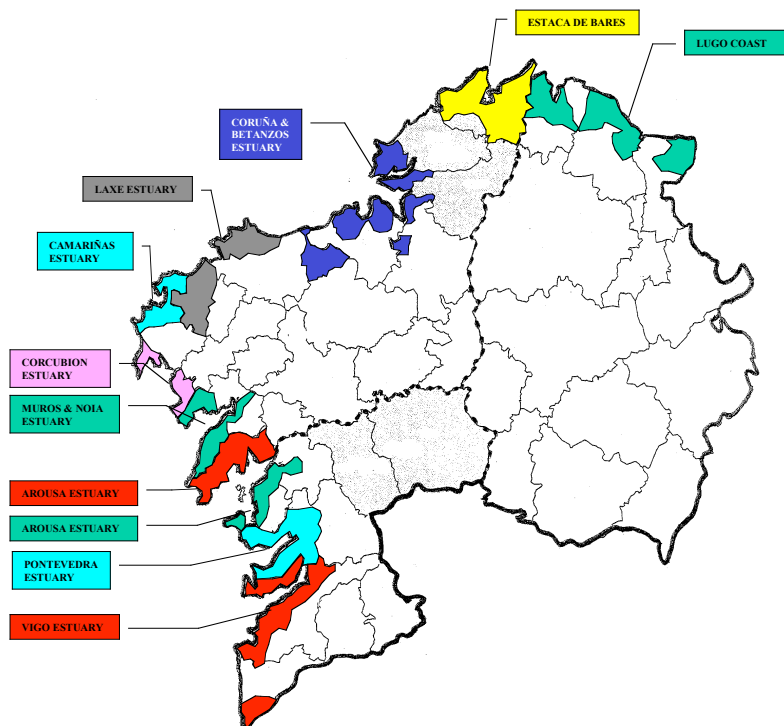 ESTACA DE BARES
LUGO COAST
CORUÑA &
BETANZOS
ESTUARY
LAXE ESTUARY
CAMARIÑAS
ESTUARY
CORCUBION
ESTUARY
MUROS & NOIA
ESTUARY
AROUSA ESTUARY
AROUSA ESTUARY
PONTEVEDRA
ESTUARY
VIGO ESTUARY